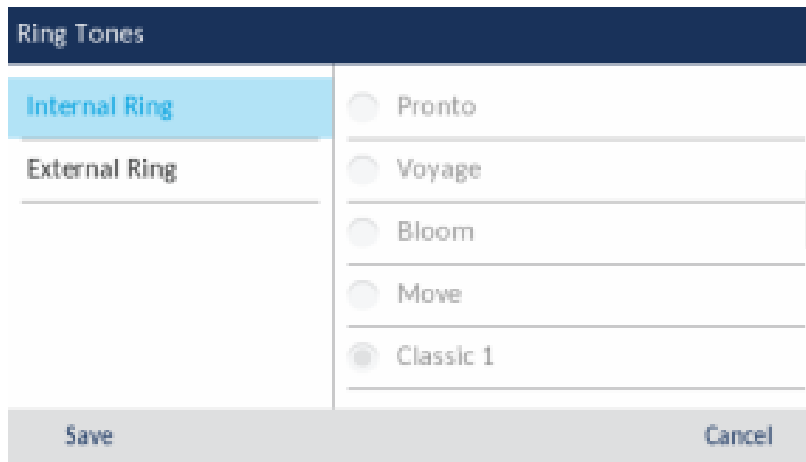 Ring Tones
Internal Ring
External Ring
Pronto
Voyage
Bloom
Move
Classic 1
Save
Cancel